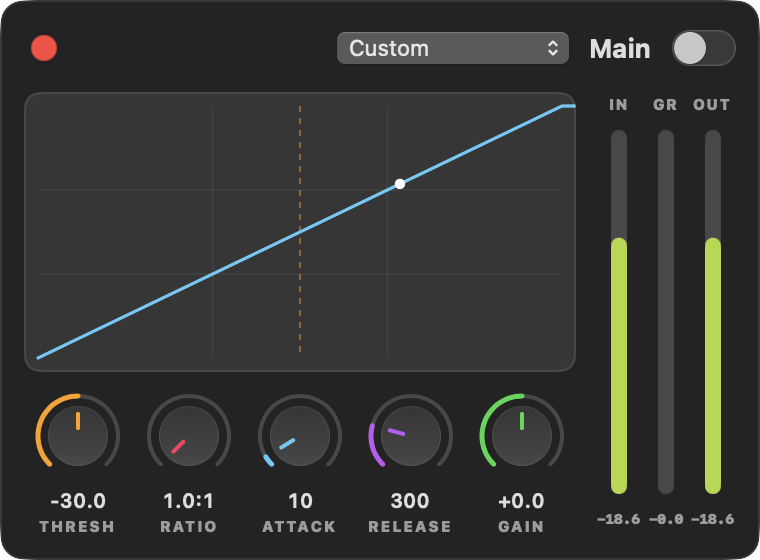 Custom
Main
IN GR OUT
-18.6 -0.0 -18.6
-30.0 1.0:1 10 300 +0.0
THRESH RATIO ATTACK RELEASE GAIN